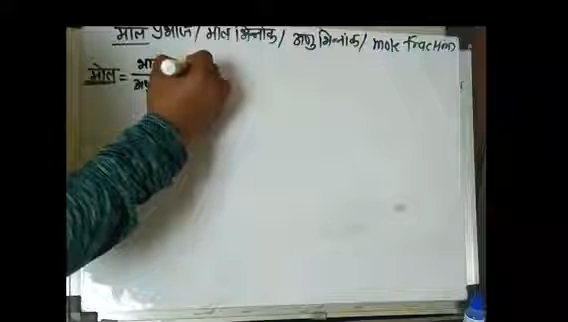 मोल प्रभाज / मोल भिन्नांक / अणु भिन्नांक / mole fraction
मोल = भा